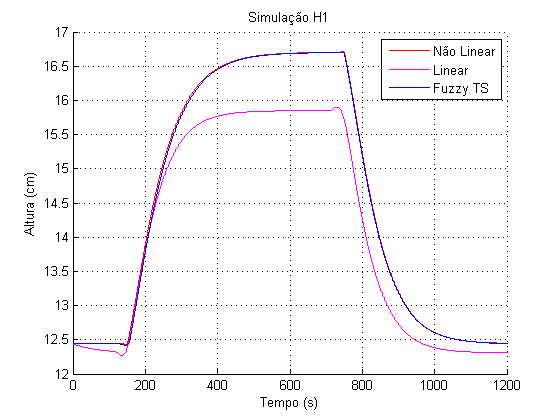 Simulação H1
Não Linear
Linear
Fuzzy TS
Altura (cm)
17
16.5
16
15.5
15
14.5
14
13.5
13
12.5
12
0 200 400 600 800 1000 1200
Tempo (s)